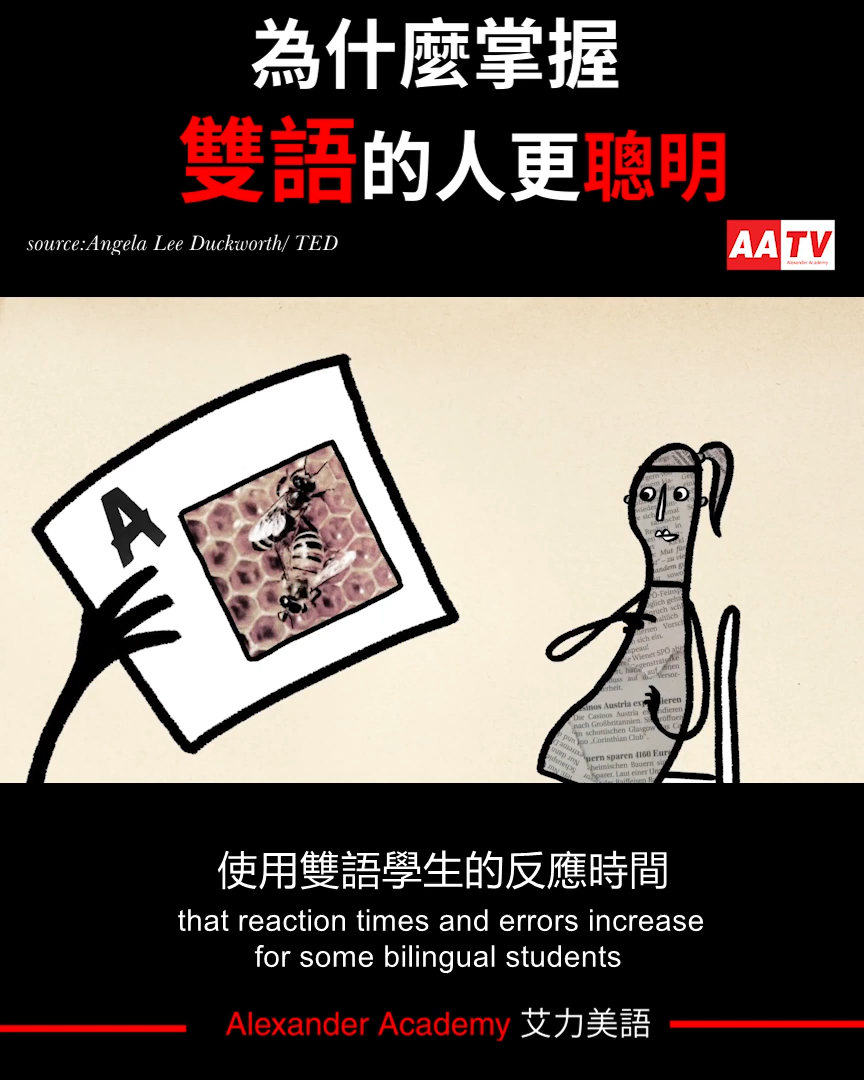 為什麼掌握
雙語的人更聰明
source:Angela Lee Duckworth/ TED
AATV
Alexander Academy
A
使用雙語學生的反應時間
that reaction times and errors increase
for some bilingual students
Alexander Academy 艾力美語